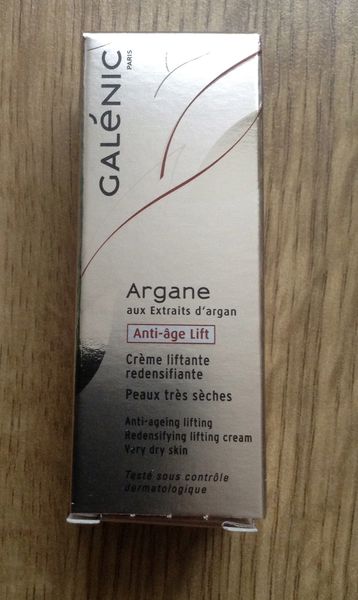 GALéNIC
PARIS
Argane
aux Extraits d'argan
Anti-âge Lift
Crème liftante
redensifiante
Peaux très sèches
Anti-ageing lifting
Redensifying lifting cream
Very dry skin
Testé sous contrôle
dermatologique